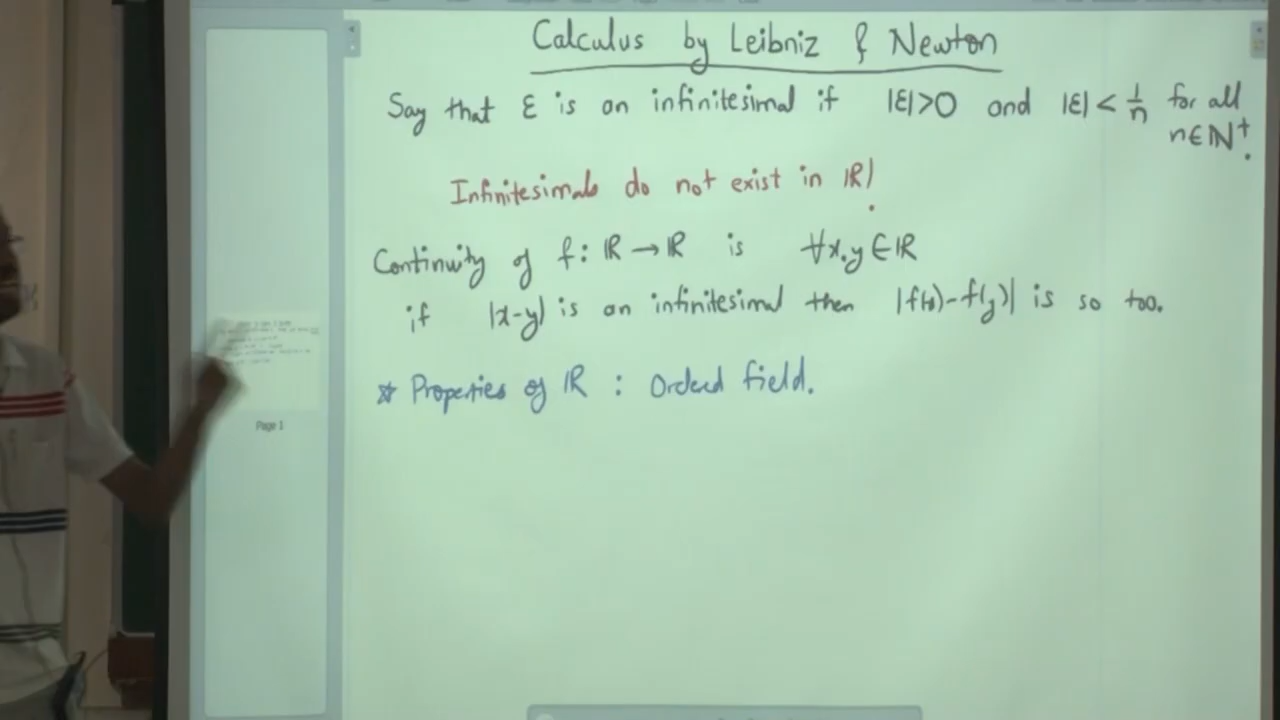 Calculus by Leibniz & Newton
Say that ε is an infinitesimal if |ε|>0 and |ε| < 1/n for all
n∈ℕ⁺.
Infinitesimals do not exist in ℝ!
Continuity of f: ℝ → ℝ is ∀x,y ∈ ℝ
if |x-y| is an infinitesimal then |f(x)-f(y)| is so too.
☆ Properties of ℝ : Ordered field.
Page 1